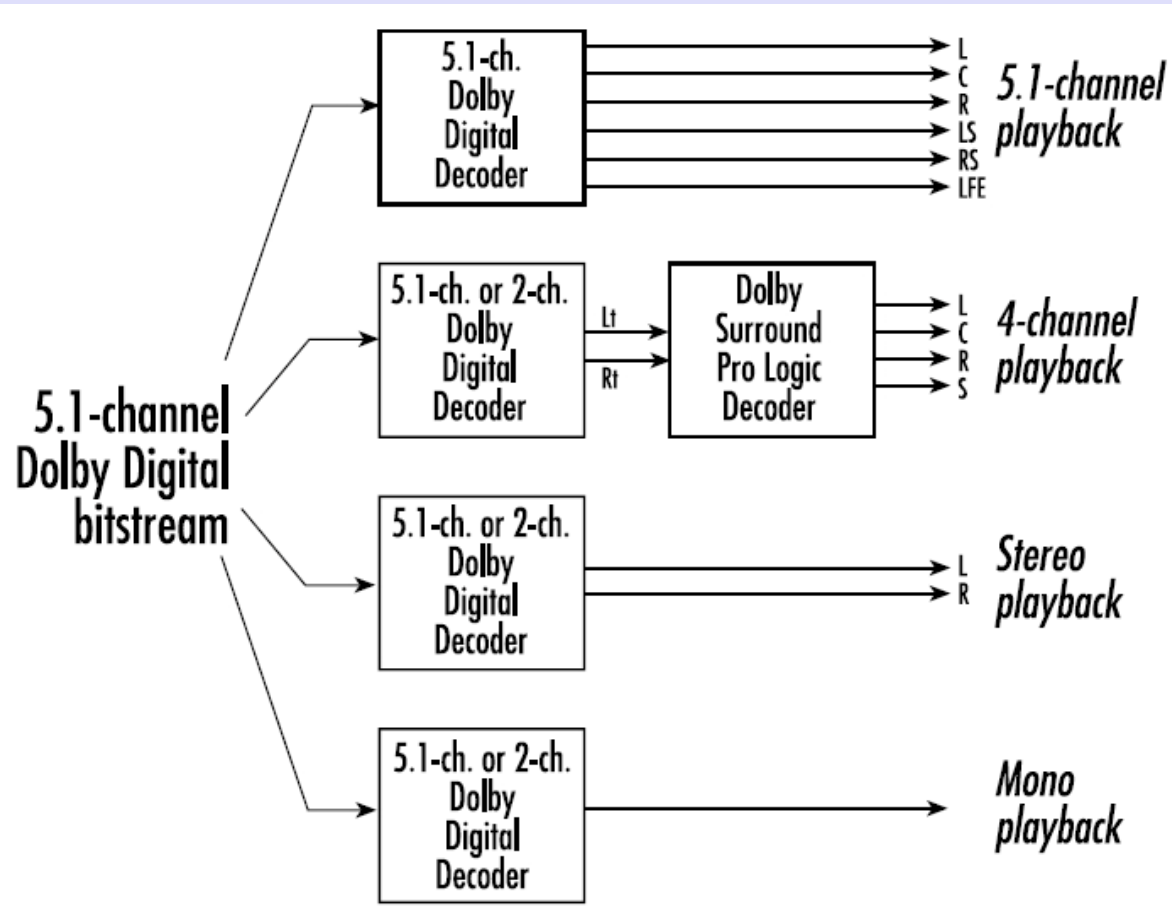 5.1-channel
Dolby Digital
bitstream
5.1-ch.
Dolby
Digital
Decoder
L
C
R
LS
RS
LFE
5.1-channel
playback
5.1-ch. or 2-ch.
Dolby
Digital
Decoder
Lt
Rt
Dolby
Surround
Pro Logic
Decoder
L
C
R
S
4-channel
playback
5.1-ch. or 2-ch.
Dolby
Digital
Decoder
L
R
Stereo
playback
5.1-ch. or 2-ch.
Dolby
Digital
Decoder
Mono
playback